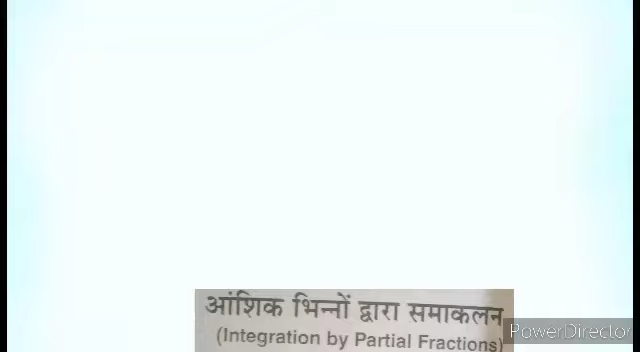 आंशिक भिन्नों द्वारा समाकलन
(Integration by Partial Fractions)
PowerDirector